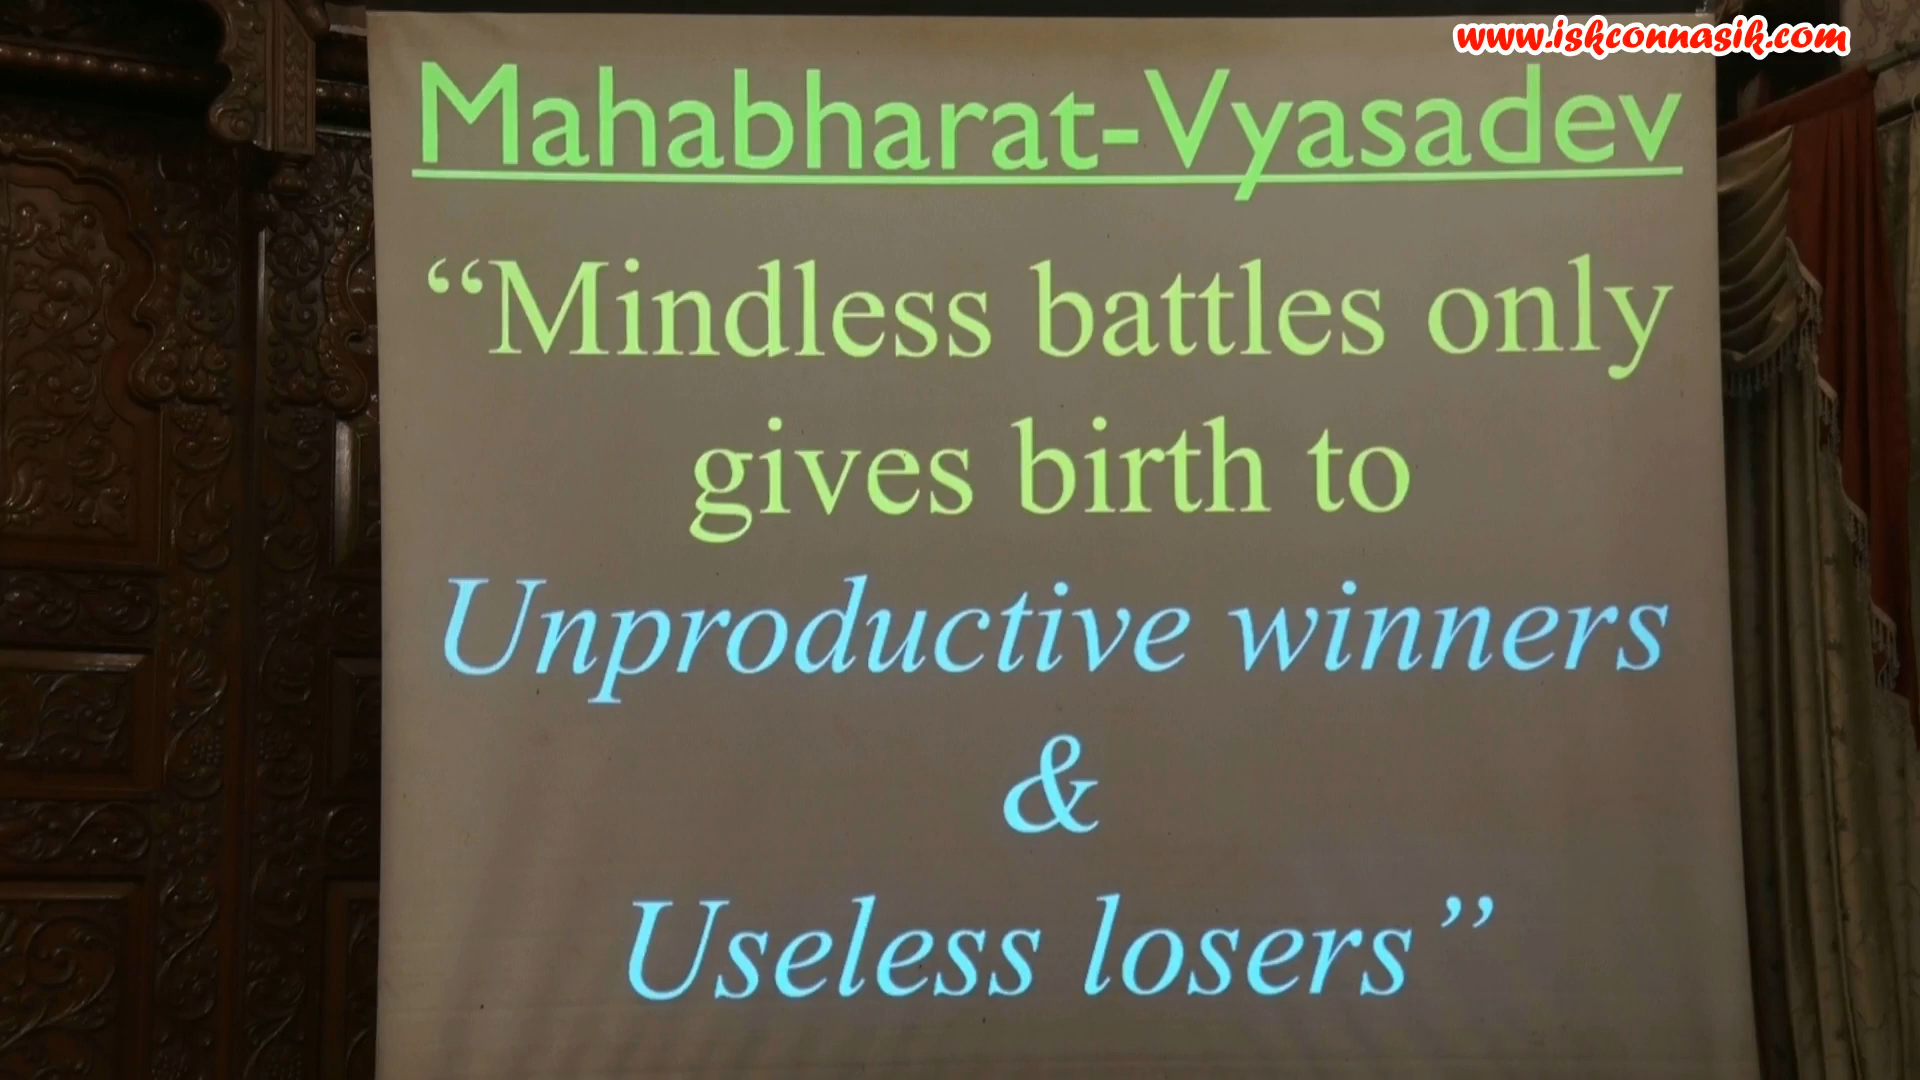 www.iskconnasik.com
Mahabharat-Vyasadev
“Mindless battles only
gives birth to
Unproductive winners
&
Useless losers”